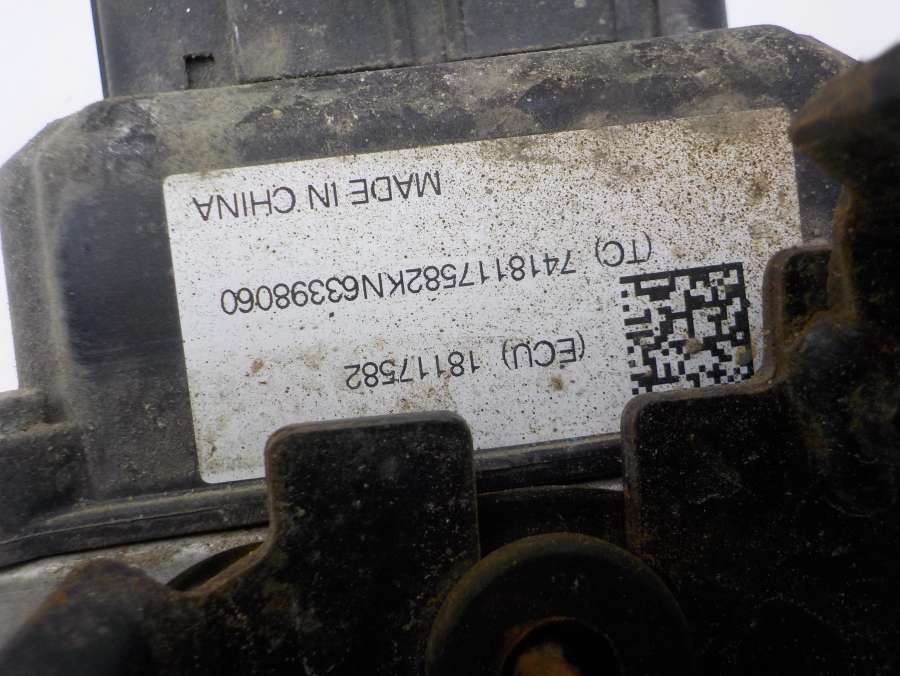 (ECU) 18117582
(TC) 7418117582KN63398060
MADE IN CHINA